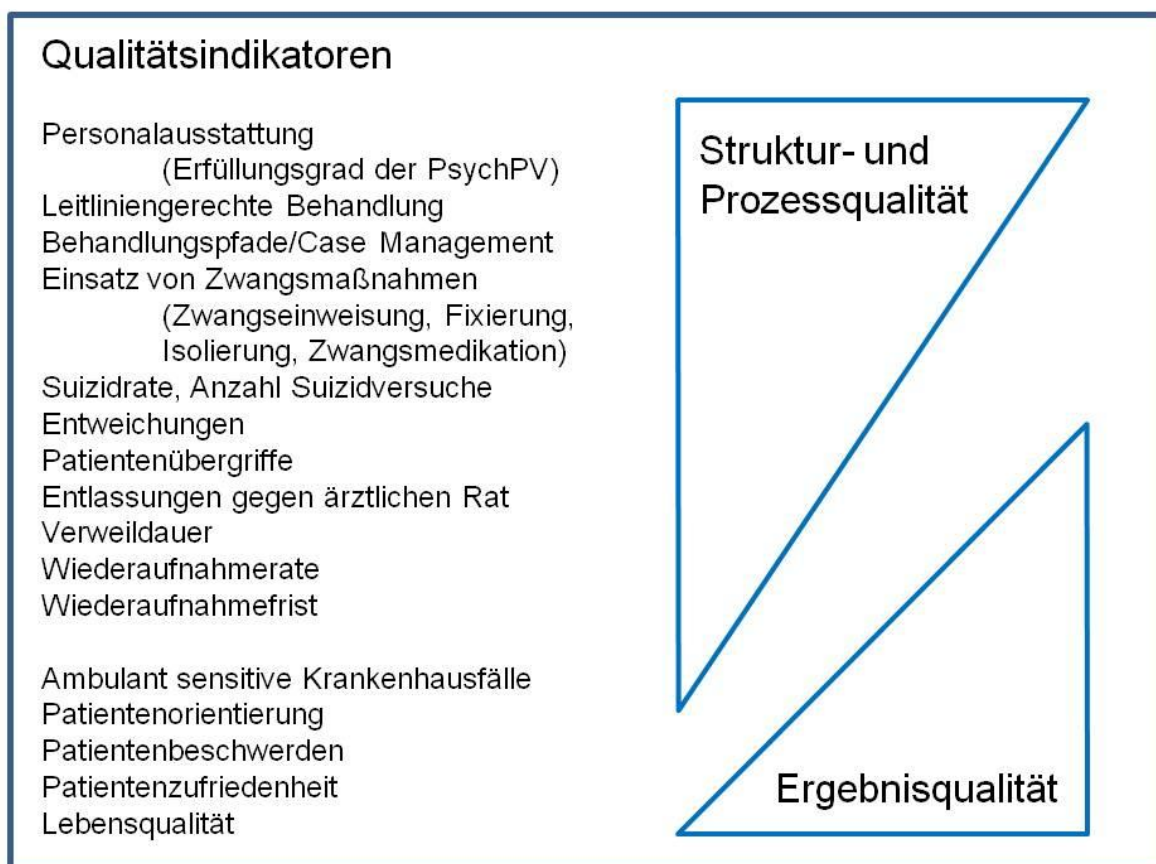 Qualitätsindikatoren
Personalausstattung
(Erfüllungsgrad der PsychPV)
Leitliniengerechte Behandlung
Behandlungspfade/Case Management
Einsatz von Zwangsmaßnahmen
(Zwangseinweisung, Fixierung,
Isolierung, Zwangsmedikation)
Suizidrate, Anzahl Suizidversuche
Entweichungen
Patientenübergriffe
Entlassungen gegen ärztlichen Rat
Verweildauer
Wiederaufnahmerate
Wiederaufnahmefrist
Ambulant sensitive Krankenhausfälle
Patientenorientierung
Patientenbeschwerden
Patientenzufriedenheit
Lebensqualität
Struktur- und
Prozessqualität
Ergebnisqualität